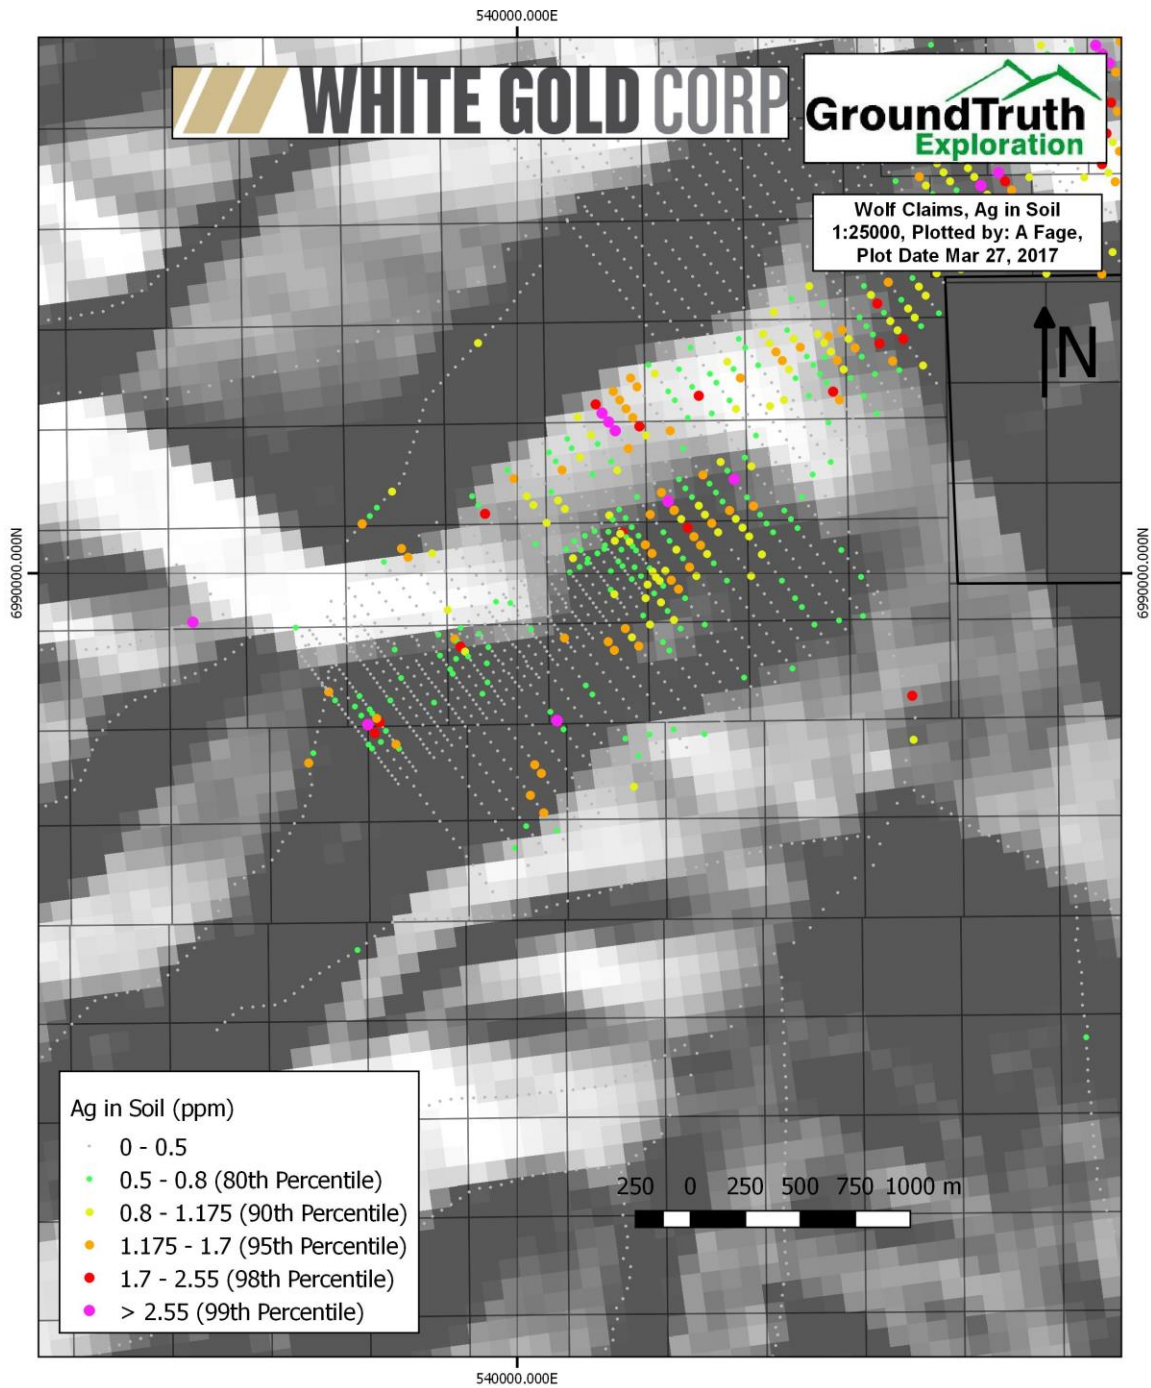 540000.000E
WHITE GOLD CORP
GroundTruth
Exploration
Wolf Claims, Ag in Soil
1:25000, Plotted by: A Fage,
Plot Date Mar 27, 2017
N
6990000.000N
6990000.000N
Ag in Soil (ppm)
0 - 0.5
0.5 - 0.8 (80th Percentile)
0.8 - 1.175 (90th Percentile)
1.175 - 1.7 (95th Percentile)
1.7 - 2.55 (98th Percentile)
> 2.55 (99th Percentile)
250 0 250 500 750 1000 m
540000.000E